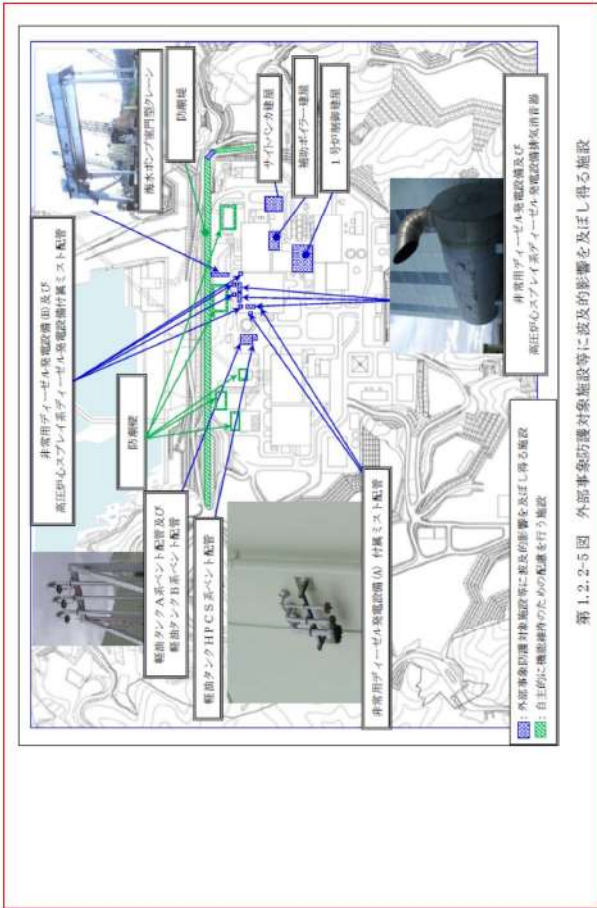 非常用ディーゼル発電設備(B)及び
高圧炉心スプレイ系ディーゼル発電設備付属ミスト配管
海水ポンプ室門型クレーン
防潮堤
サイトバンカ建屋
補助ボイラー建屋
1号炉制御建屋
防潮壁
軽油タンクA系ベント配管及び
軽油タンクB系ベント配管
軽油タンクHPCS系ベント配管
非常用ディーゼル発電設備(A) 付属ミスト配管
非常用ディーゼル発電設備及び
高圧炉心スプレイ系ディーゼル発電設備排気消音器
:外部事象防護対象施設等に波及的影響を及ぼし得る施設
:自主的に機能維持のための配慮を行う施設
第1.2.2-5図 外部事象防護対象施設等に波及的影響を及ぼし得る施設